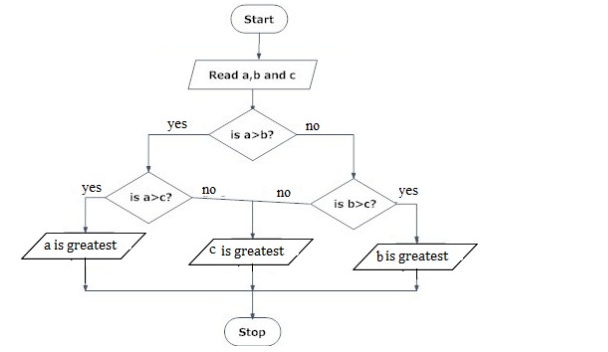 Start
Read a,b and c
is a>b?
yes
no
is a>c?
yes
no
no
is b>c?
yes
a is greatest
c is greatest
b is greatest
Stop